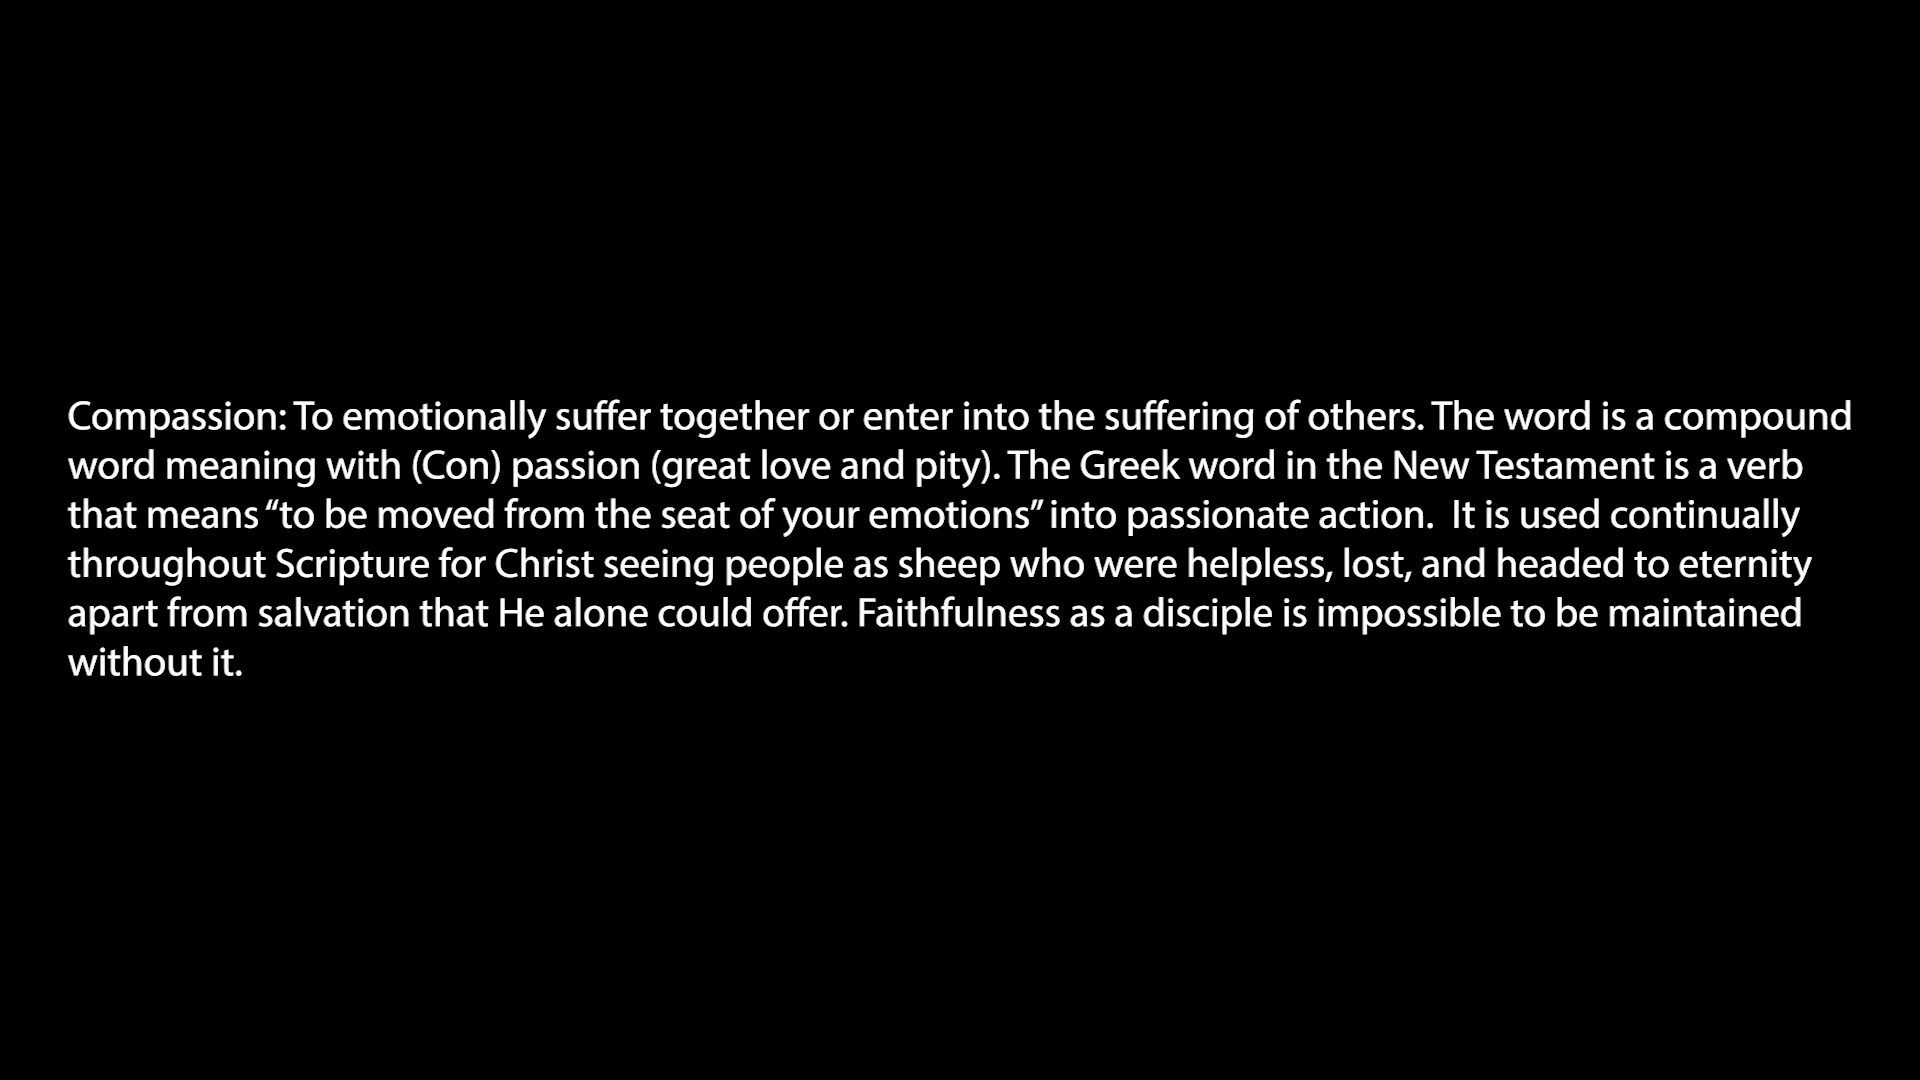 Compassion: To emotionally suffer together or enter into the suffering of others. The word is a compound
word meaning with (Con) passion (great love and pity). The Greek word in the New Testament is a verb
that means “to be moved from the seat of your emotions” into passionate action.  It is used continually
throughout Scripture for Christ seeing people as sheep who were helpless, lost, and headed to eternity
apart from salvation that He alone could offer. Faithfulness as a disciple is impossible to be maintained
without it.